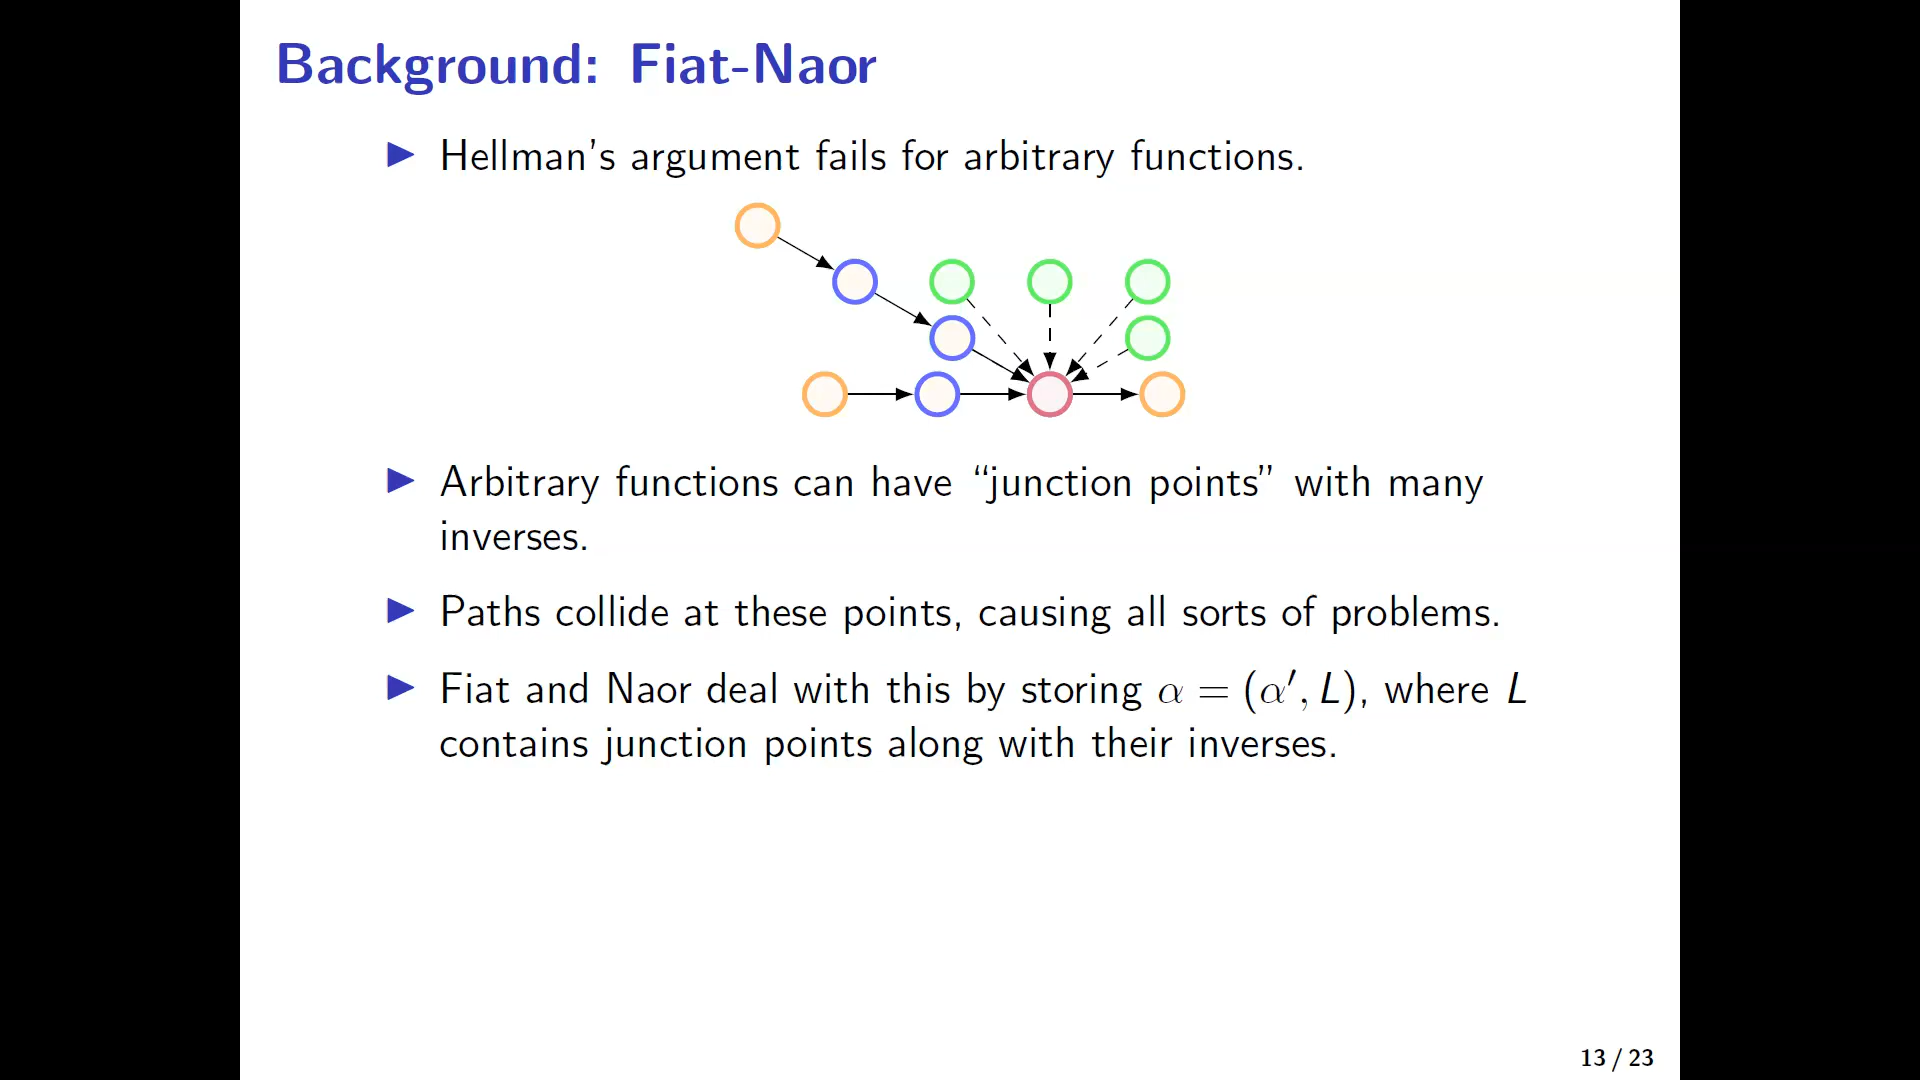 Background: Fiat-Naor
Hellman’s argument fails for arbitrary functions.
Arbitrary functions can have “junction points” with many
inverses.
Paths collide at these points, causing all sorts of problems.
Fiat and Naor deal with this by storing α = (α′, L), where L
contains junction points along with their inverses.
13 / 23